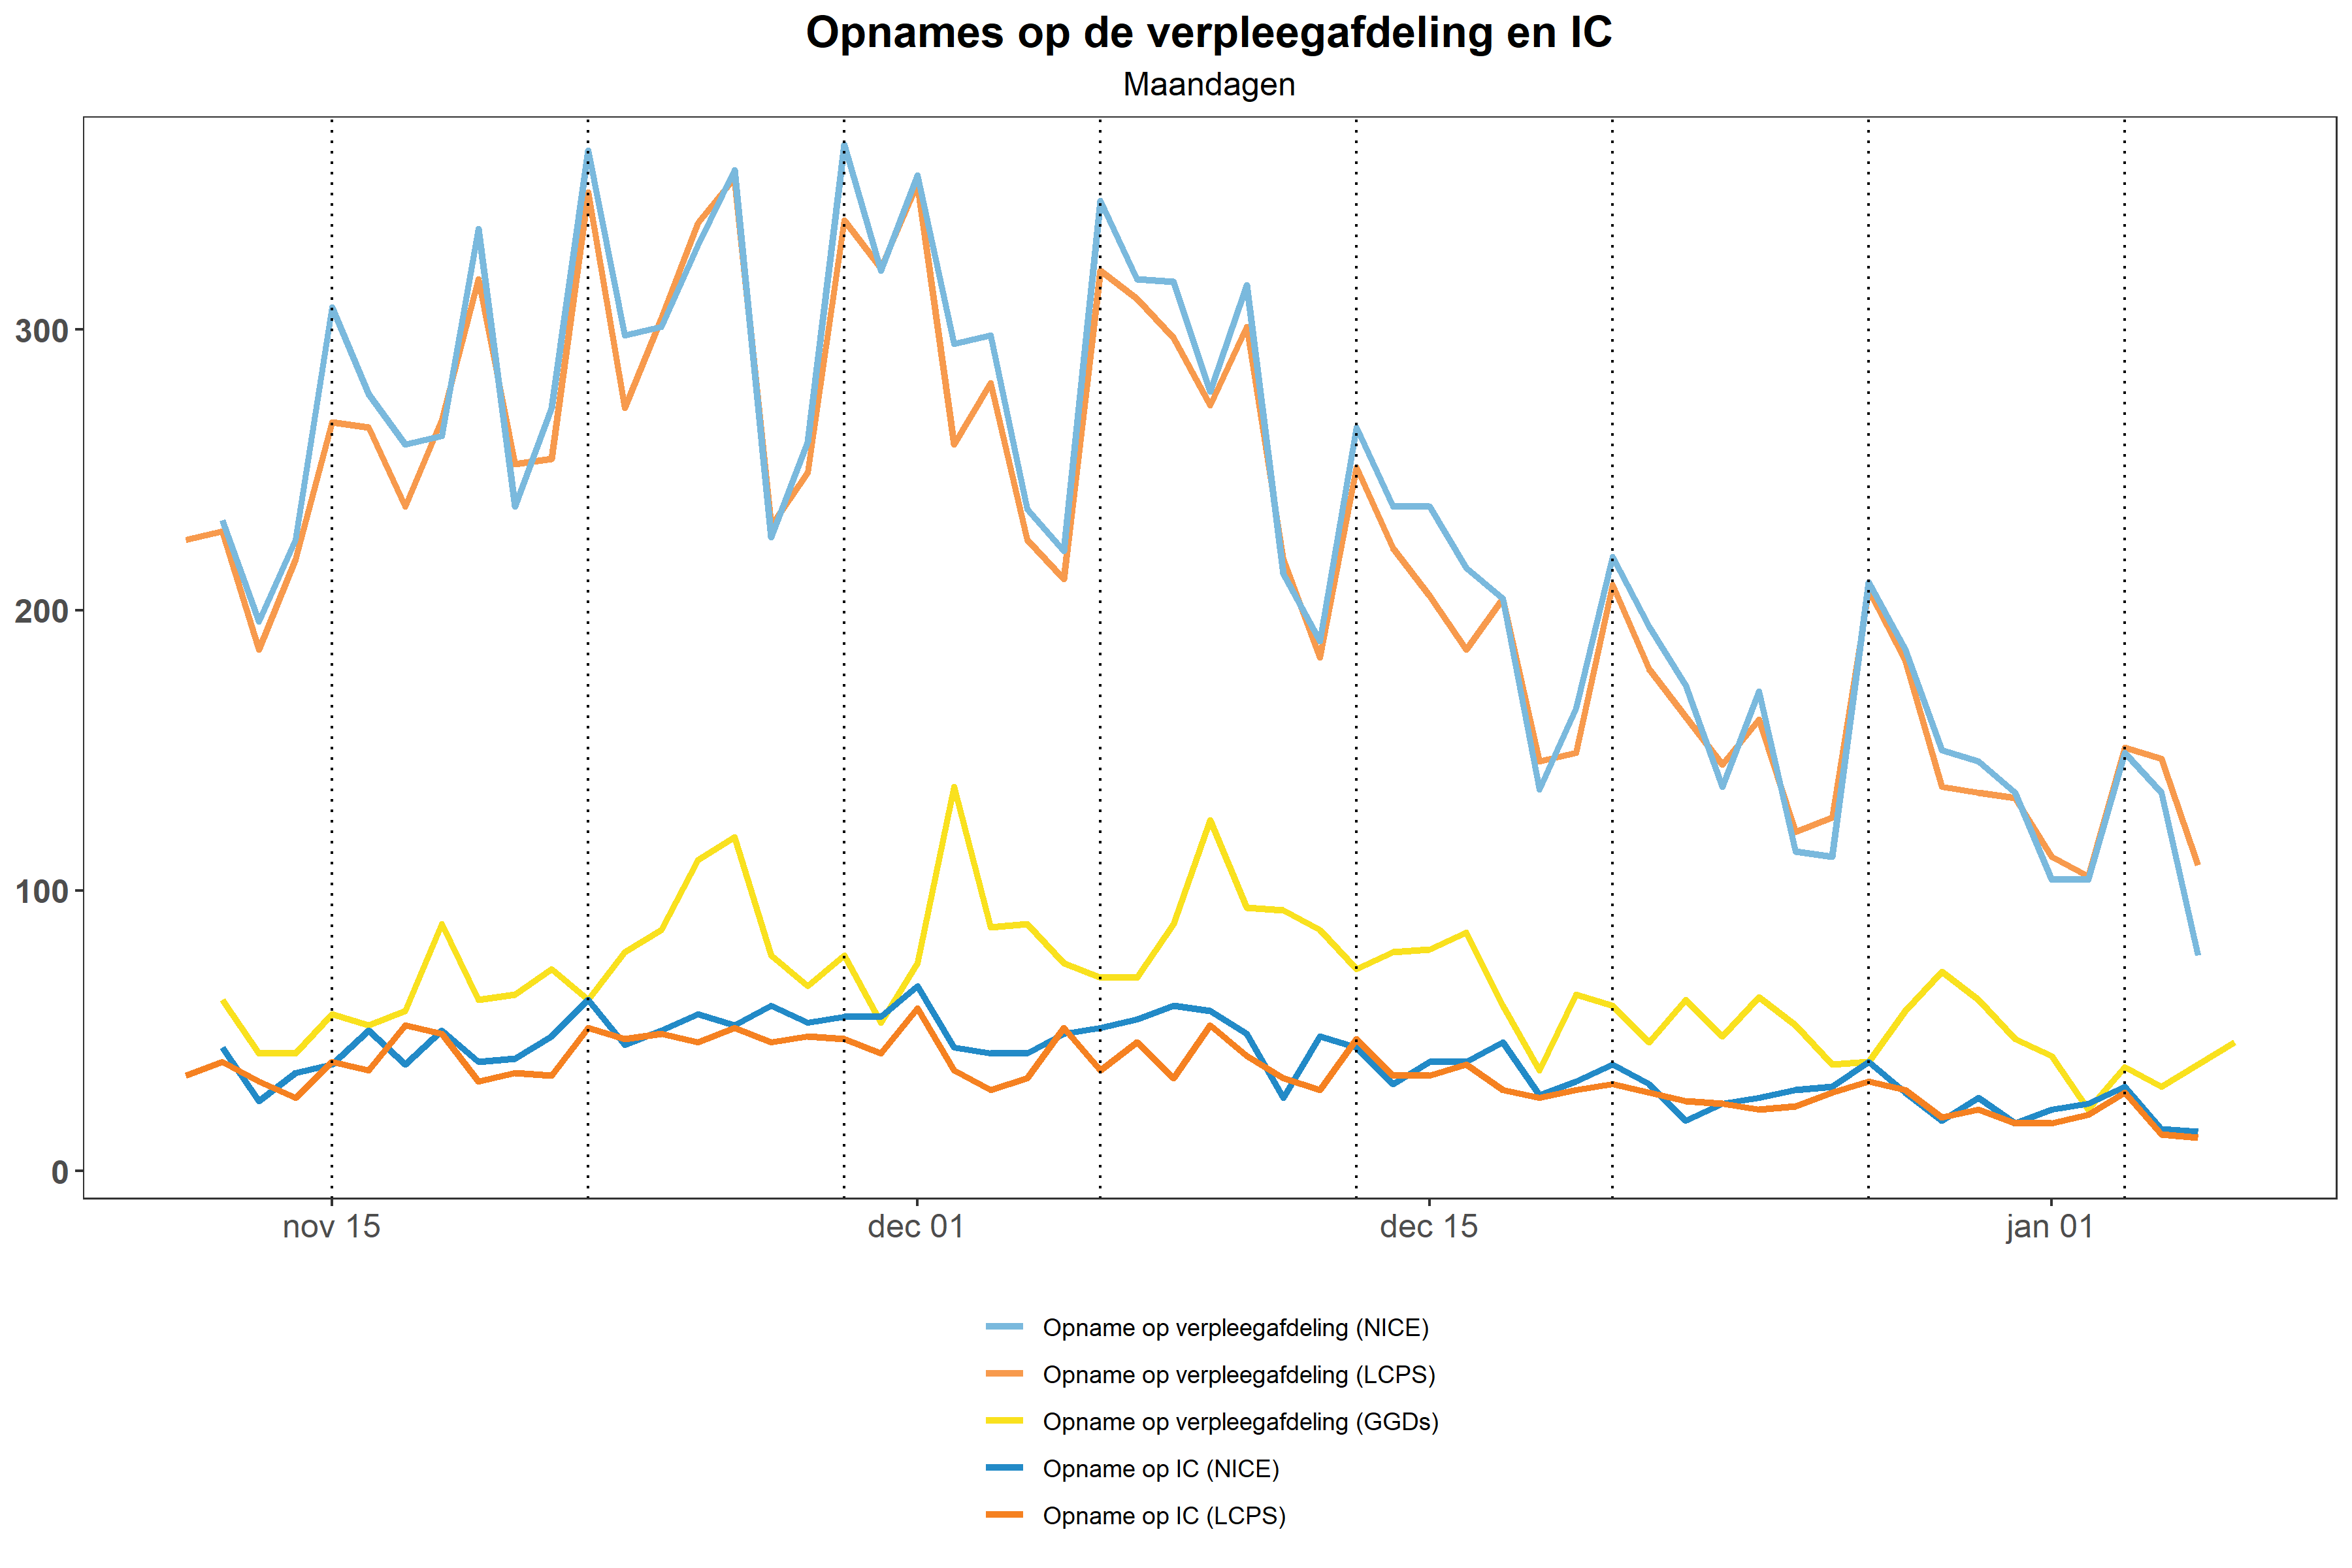 Opnames op de verpleegafdeling en IC
Maandagen
300
200
100
0
nov 15
dec 01
dec 15
jan 01
Opname op verpleegafdeling (NICE)
Opname op verpleegafdeling (LCPS)
Opname op verpleegafdeling (GGDs)
Opname op IC (NICE)
Opname op IC (LCPS)